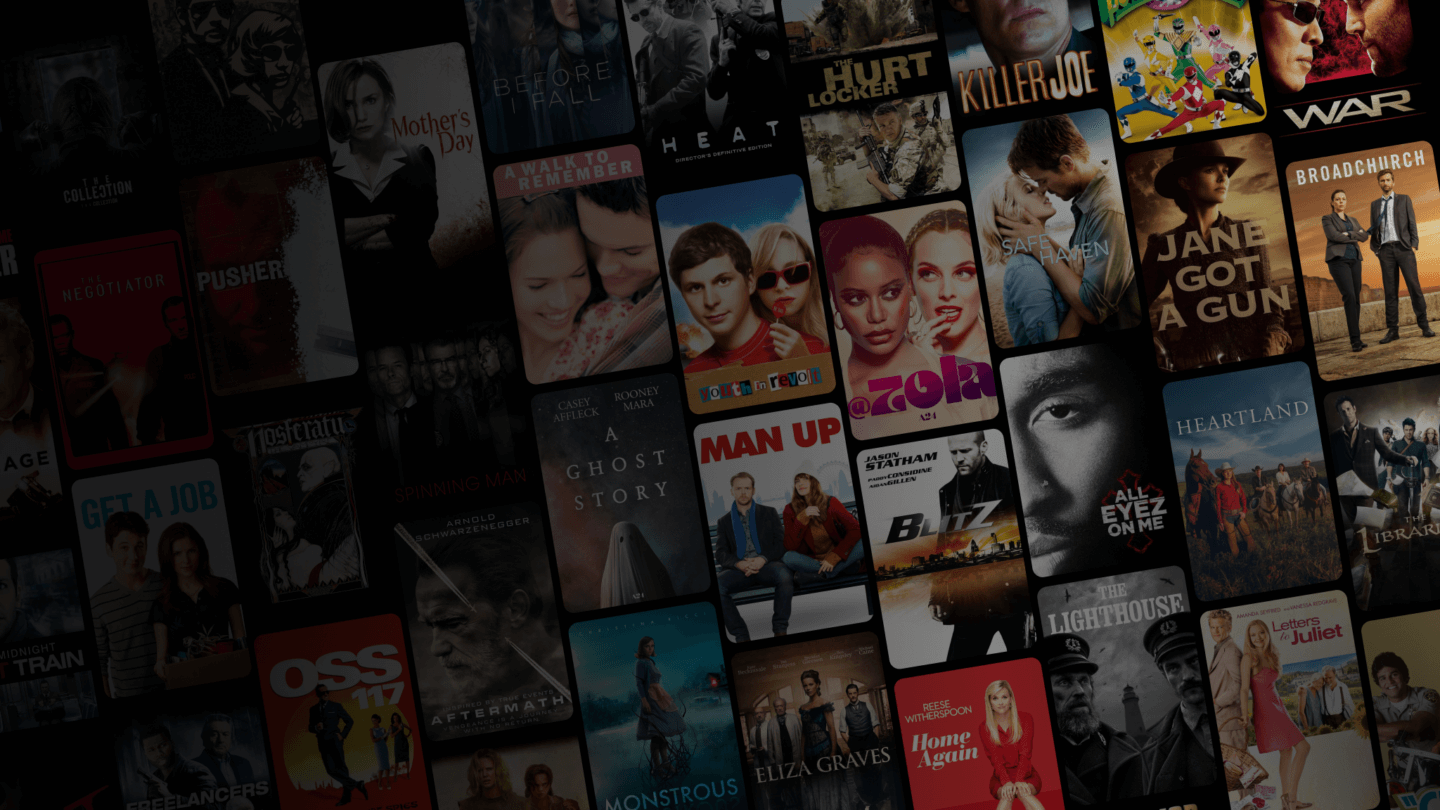 THE
COLLECTION
Mother's
Day
BEFORE
I FALL
HEAT
DIRECTOR'S DEFINITIVE EDITION
THE
HURT
LOCKER
KILLER JOE
WAR
THE
NEGOTIATOR
PUSHER
A WALK TO
REMEMBER
youth in revolt
@zola
A24
SAFE
HAVEN
JANE
GOT
A GUN
BROADCHURCH
AGE
GET A JOB
Nosferatu
SPINNING MAN
CASEY
AFFLECK
ROONEY
MARA
A
GHOST
STORY
A24
MAN UP
JASON
STATHAM
PADDY CONSIDINE
AIDAN GILLEN
BLITZ
ALL
EYEZ
ON ME
HEARTLAND
THE
LIBRARI
MIDNIGHT
T TRAIN
FREELANCERS
OSS
117
ARNOLD
SCHWARZENEGGER
AFTERMATH
MONSTROUS
ELIZA GRAVES
REESE
WITHERSPOON
Home
Again
THE
LIGHTHOUSE
AMANDA SEYFRIED
VANESSA REDGRAVE
Letters
to Juliet